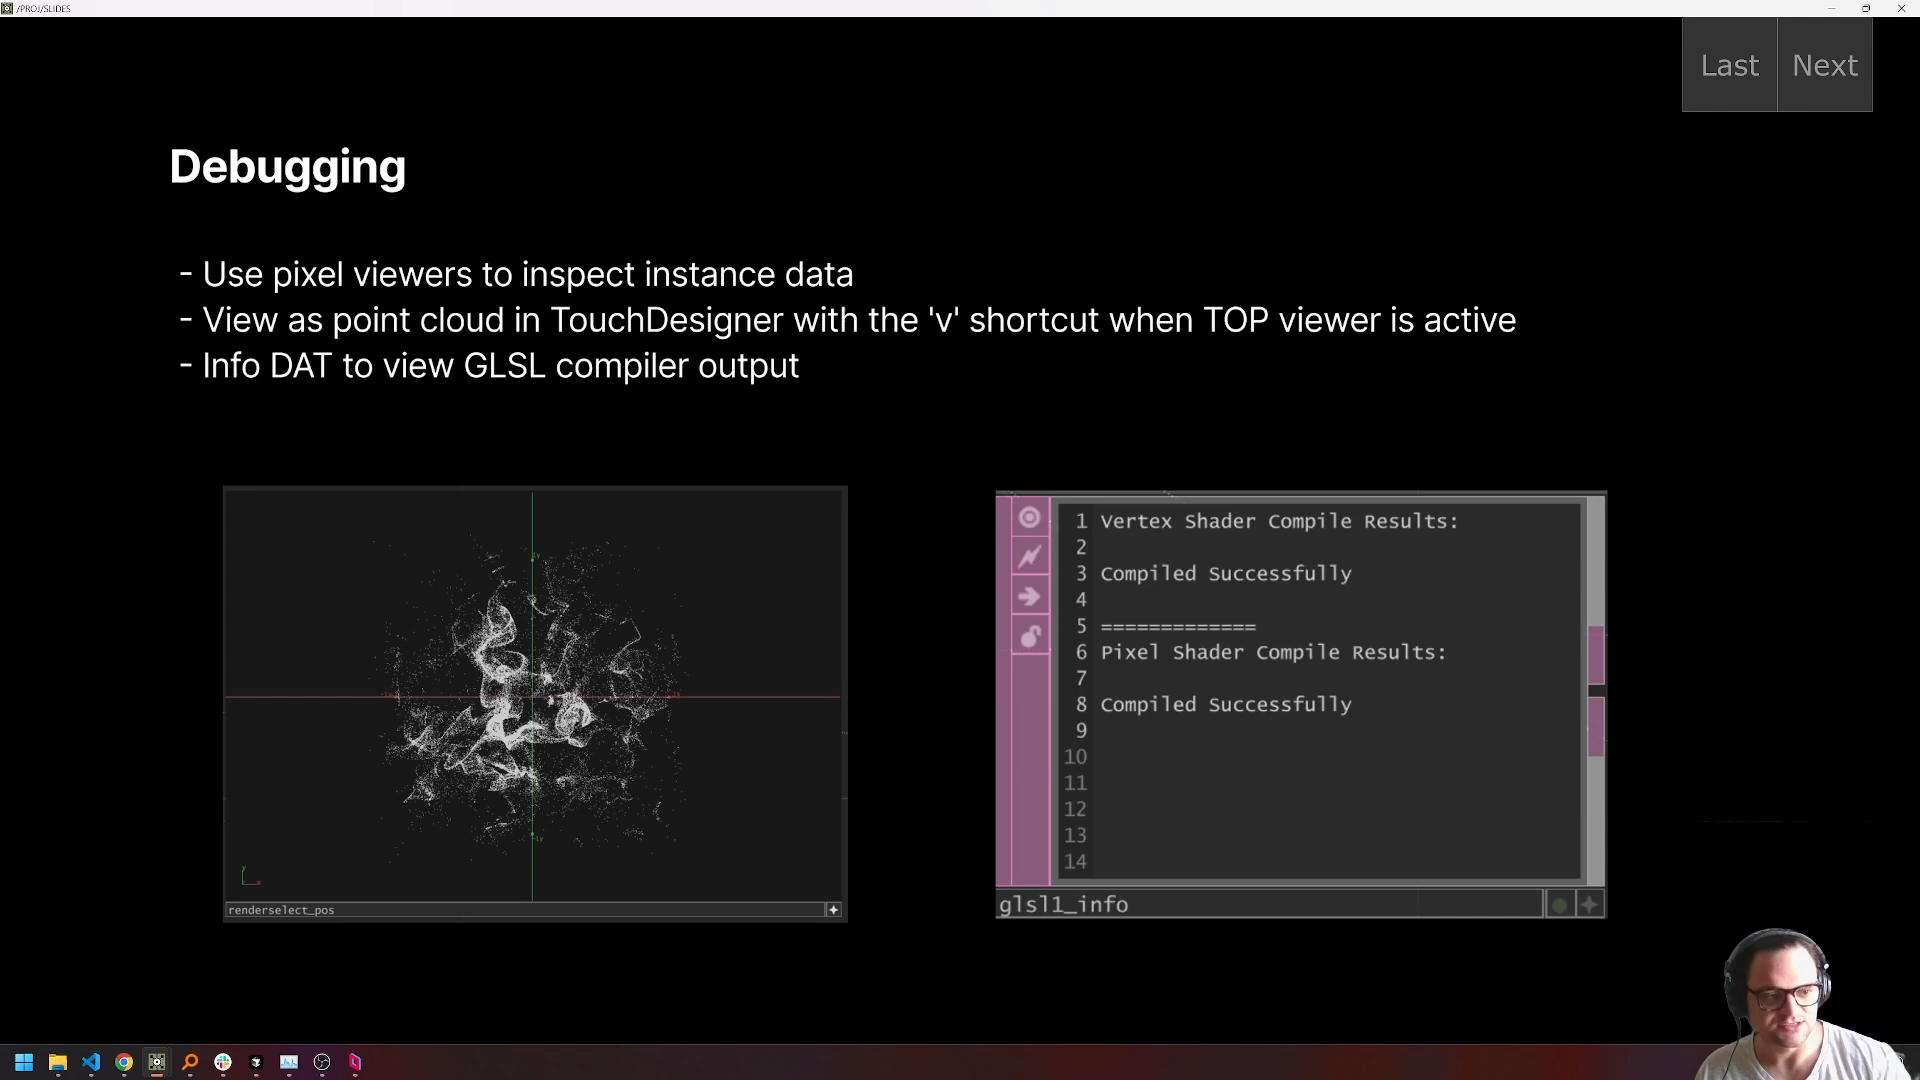 /PROJ/SLIDES
Last Next
Debugging
- Use pixel viewers to inspect instance data
- View as point cloud in TouchDesigner with the 'v' shortcut when TOP viewer is active
- Info DAT to view GLSL compiler output
renderselect_pos
1 Vertex Shader Compile Results:
2
3 Compiled Successfully
4
5 =============
6 Pixel Shader Compile Results:
7
8 Compiled Successfully
9
10
11
12
13
14
glsl1_info